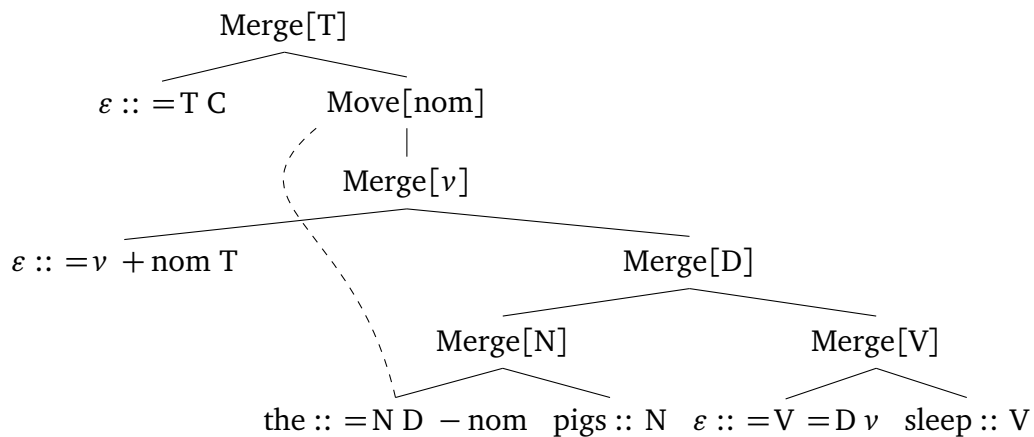 Merge[T]
ε :: =T C Move[nom]
Merge[v]
ε :: =v +nom T Merge[D]
Merge[N] Merge[V]
the :: =N D −nom pigs :: N ε :: =V =D v sleep :: V